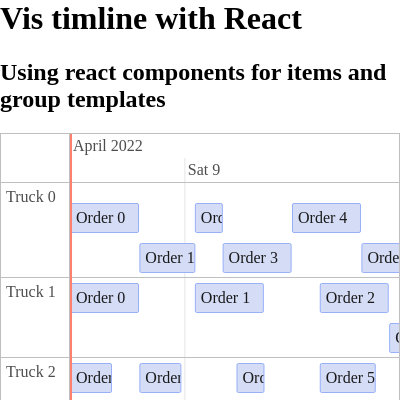 Vis timline with React
Using react components for items and
group templates
April 2022
Sat 9
Truck 0
Order 0
Order 4
Order 1
Order 3
Truck 1
Order 0
Order 1
Order 2
Truck 2
Order 5